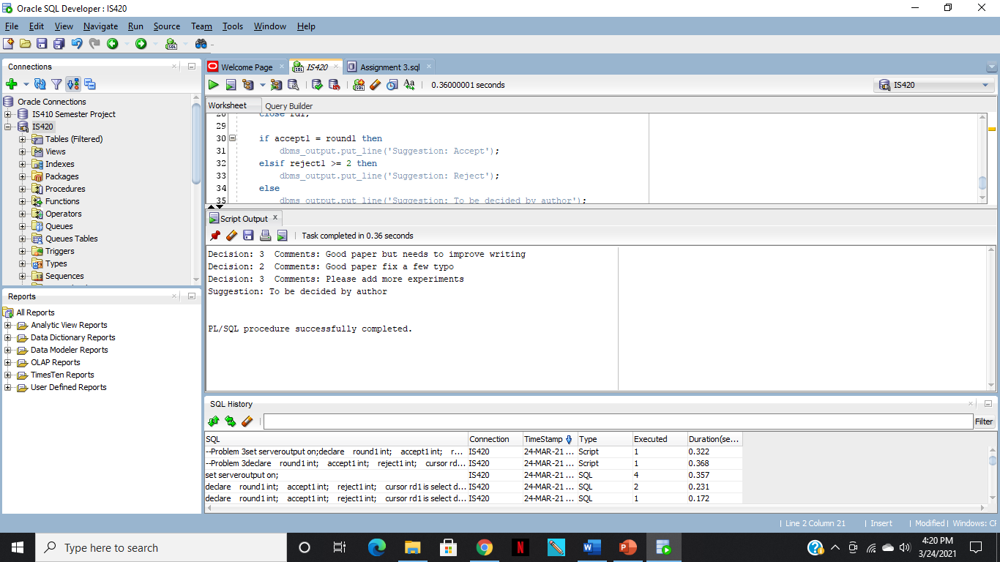 Oracle SQL Developer : IS420
File Edit View Navigate Run Source Team Tools Window Help
Connections
Oracle Connections
IS410 Semester Project
IS420
Tables (Filtered)
Views
Indexes
Packages
Procedures
Functions
Operators
Queues
Queues Tables
Triggers
Types
Sequences
Reports
All Reports
Analytic View Reports
Data Dictionary Reports
Data Modeler Reports
OLAP Reports
TimesTen Reports
User Defined Reports
Welcome Page IS420 Assignment 3.sql
0.36000001 seconds IS420
Worksheet Query Builder
28 close rd1;
29
30 if accept1 = round1 then
31 dbms_output.put_line('Suggestion: Accept');
32 elsif reject1 >= 2 then
33 dbms_output.put_line('Suggestion: Reject');
34 else
35 dbms_output.put_line('Suggestion: To be decided by author');
Script Output
Task completed in 0.36 seconds
Decision: 3 Comments: Good paper but needs to improve writing
Decision: 2 Comments: Good paper fix a few typo
Decision: 3 Comments: Please add more experiments
Suggestion: To be decided by author
PL/SQL procedure successfully completed.
SQL History
Filter
SQL Connection TimeStamp Type Executed Duration(se...
--Problem 3set serveroutput on;declare round1 int; accept1 int; r... IS420 24-MAR-21 ... Script 1 0.322
--Problem 3declare round1 int; accept1 int; reject1 int; cursor rd... IS420 24-MAR-21 ... Script 1 0.368
set serveroutput on; IS420 24-MAR-21 ... SQL 4 0.357
declare round1 int; accept1 int; reject1 int; cursor rd1 is select d... IS420 24-MAR-21 ... SQL 2 0.231
declare round1 int; accept1 int; reject1 int; cursor rd1 is select d... IS420 24-MAR-21 ... SQL 1 0.172
Line 2 Column 21 Insert Modified Windows: CF
Type here to search
4:20 PM
3/24/2021